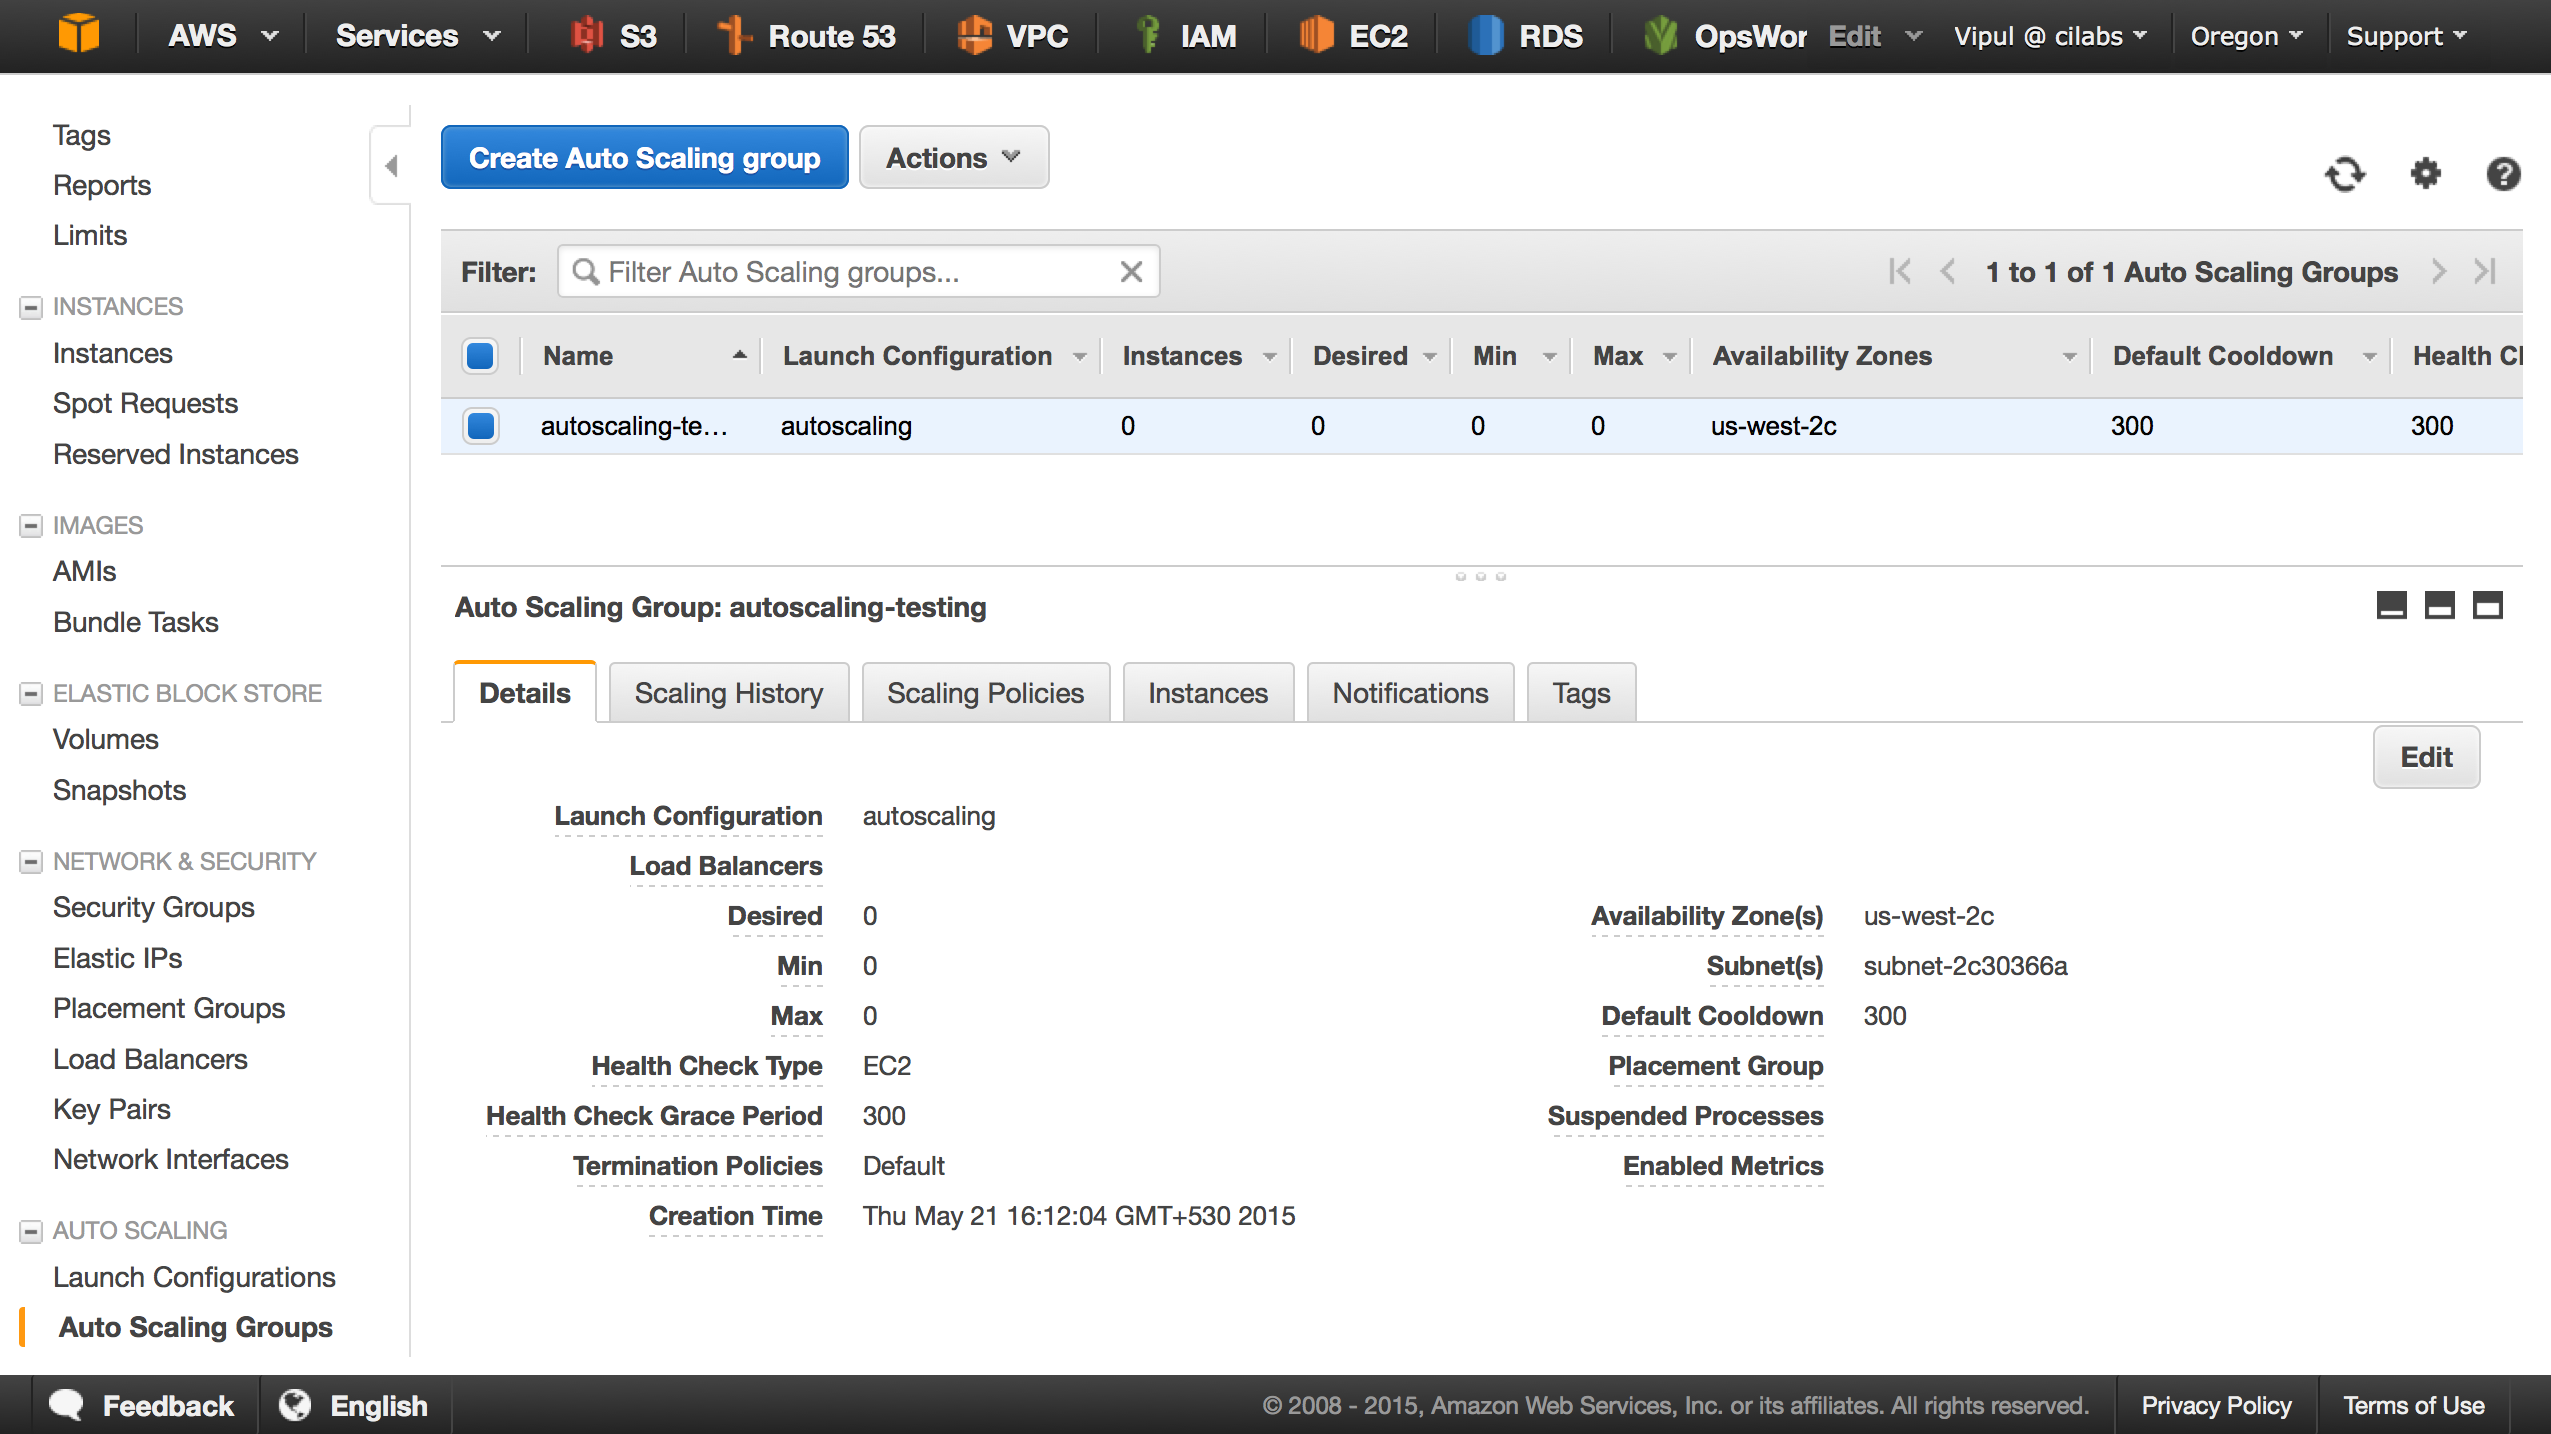 AWS Services S3 Route 53 VPC IAM EC2 RDS OpsWor Edit Vipul @ cilabs Oregon Support
Tags
Reports
Limits
INSTANCES
Instances
Spot Requests
Reserved Instances
IMAGES
AMIs
Bundle Tasks
ELASTIC BLOCK STORE
Volumes
Snapshots
NETWORK & SECURITY
Security Groups
Elastic IPs
Placement Groups
Load Balancers
Key Pairs
Network Interfaces
AUTO SCALING
Launch Configurations
Auto Scaling Groups
Create Auto Scaling group Actions
Filter: Filter Auto Scaling groups... 1 to 1 of 1 Auto Scaling Groups
Name Launch Configuration Instances Desired Min Max Availability Zones Default Cooldown Health Cl
autoscaling-te... autoscaling 0 0 0 0 us-west-2c 300 300
Auto Scaling Group: autoscaling-testing
Details Scaling History Scaling Policies Instances Notifications Tags
Edit
Launch Configuration autoscaling
Load Balancers
Desired 0 Availability Zone(s) us-west-2c
Min 0 Subnet(s) subnet-2c30366a
Max 0 Default Cooldown 300
Health Check Type EC2 Placement Group
Health Check Grace Period 300 Suspended Processes
Termination Policies Default Enabled Metrics
Creation Time Thu May 21 16:12:04 GMT+530 2015
Feedback English © 2008 - 2015, Amazon Web Services, Inc. or its affiliates. All rights reserved. Privacy Policy Terms of Use